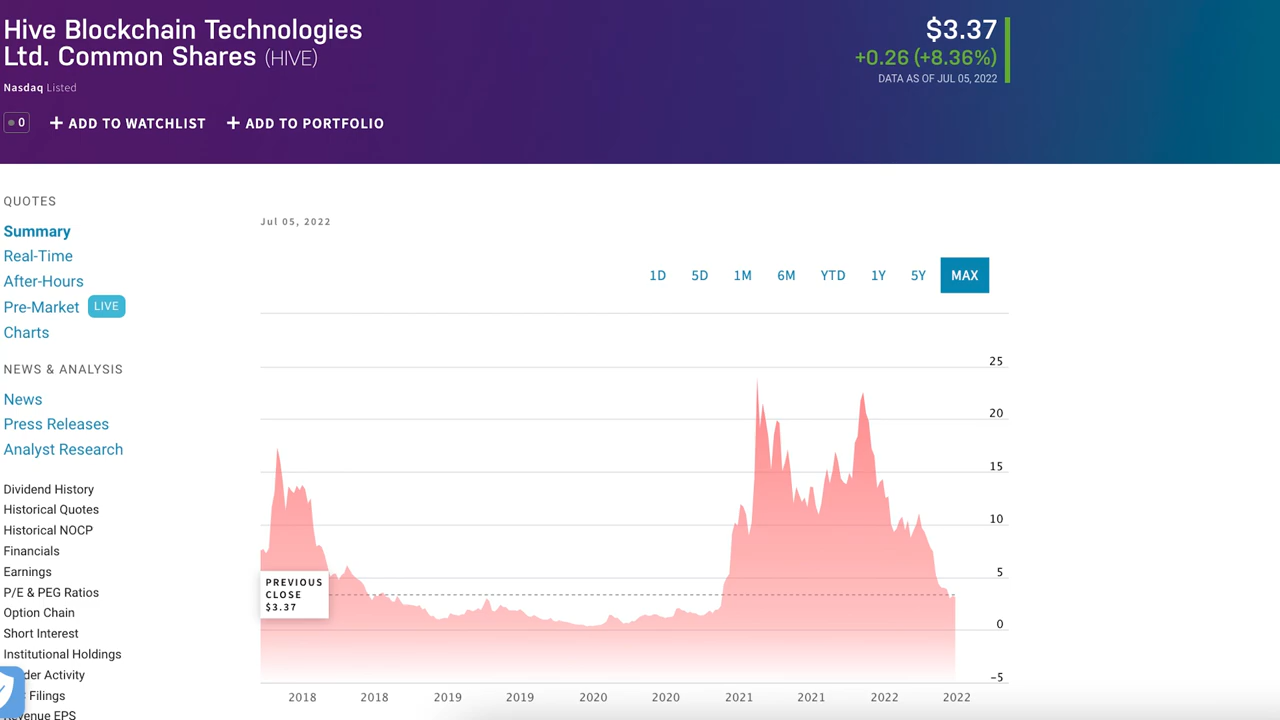 Hive Blockchain Technologies
Ltd. Common Shares (HIVE)
Nasdaq Listed
0
ADD TO WATCHLIST
ADD TO PORTFOLIO
$3.37
+0.26 (+8.36%)
DATA AS OF JUL 05, 2022
QUOTES
Summary
Real-Time
After-Hours
Pre-Market LIVE
Charts
NEWS & ANALYSIS
News
Press Releases
Analyst Research
Dividend History
Historical Quotes
Historical NOCP
Financials
Earnings
P/E & PEG Ratios
Option Chain
Short Interest
Institutional Holdings
der Activity
Filings
Revenue EPS
Jul 05, 2022
1D 5D 1M 6M YTD 1Y 5Y MAX
25
20
15
10
5
0
-5
PREVIOUS
CLOSE
$3.37
2018 2018 2019 2019 2020 2020 2021 2021 2022 2022